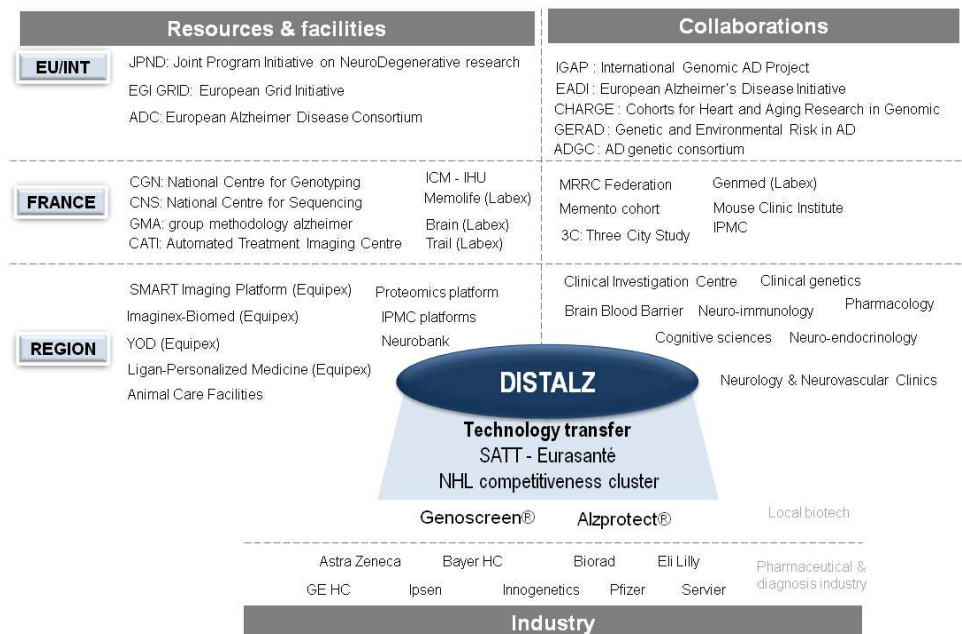 Resources & facilities
Collaborations
EU/INT
JPND: Joint Program Initiative on NeuroDegenerative research
EGI GRID: European Grid Initiative
ADC: European Alzheimer Disease Consortium
IGAP : International Genomic AD Project
EADI : European Alzheimer's Disease Initiative
CHARGE : Cohorts for Heart and Aging Research in Genomic
GERAD : Genetic and Environmental Risk in AD
ADGC : AD genetic consortium
FRANCE
CGN: National Centre for Genotyping
CNS: National Centre for Sequencing
GMA: group methodology alzheimer
CATI: Automated Treatment Imaging Centre
ICM - IHU
Memolife (Labex)
Brain (Labex)
Trail (Labex)
MRRC Federation
Memento cohort
3C: Three City Study
Genmed (Labex)
Mouse Clinic Institute
IPMC
REGION
SMART Imaging Platform (Equipex)
Imaginex-Biomed (Equipex)
YOD (Equipex)
Ligan-Personalized Medicine (Equipex)
Animal Care Facilities
Proteomics platform
IPMC platforms
Neurobank
Clinical Investigation Centre
Clinical genetics
Brain Blood Barrier
Neuro-immunology
Pharmacology
Cognitive sciences
Neuro-endocrinology
Neurology & Neurovascular Clinics
DISTALZ
Technology transfer
SATT - Eurasanté
NHL competitiveness cluster
Genoscreen®
Alzprotect®
Local biotech
Astra Zeneca
Bayer HC
Biorad
Eli Lilly
GE HC
Ipsen
Innogenetics
Pfizer
Servier
Pharmaceutical &
diagnosis industry
Industry